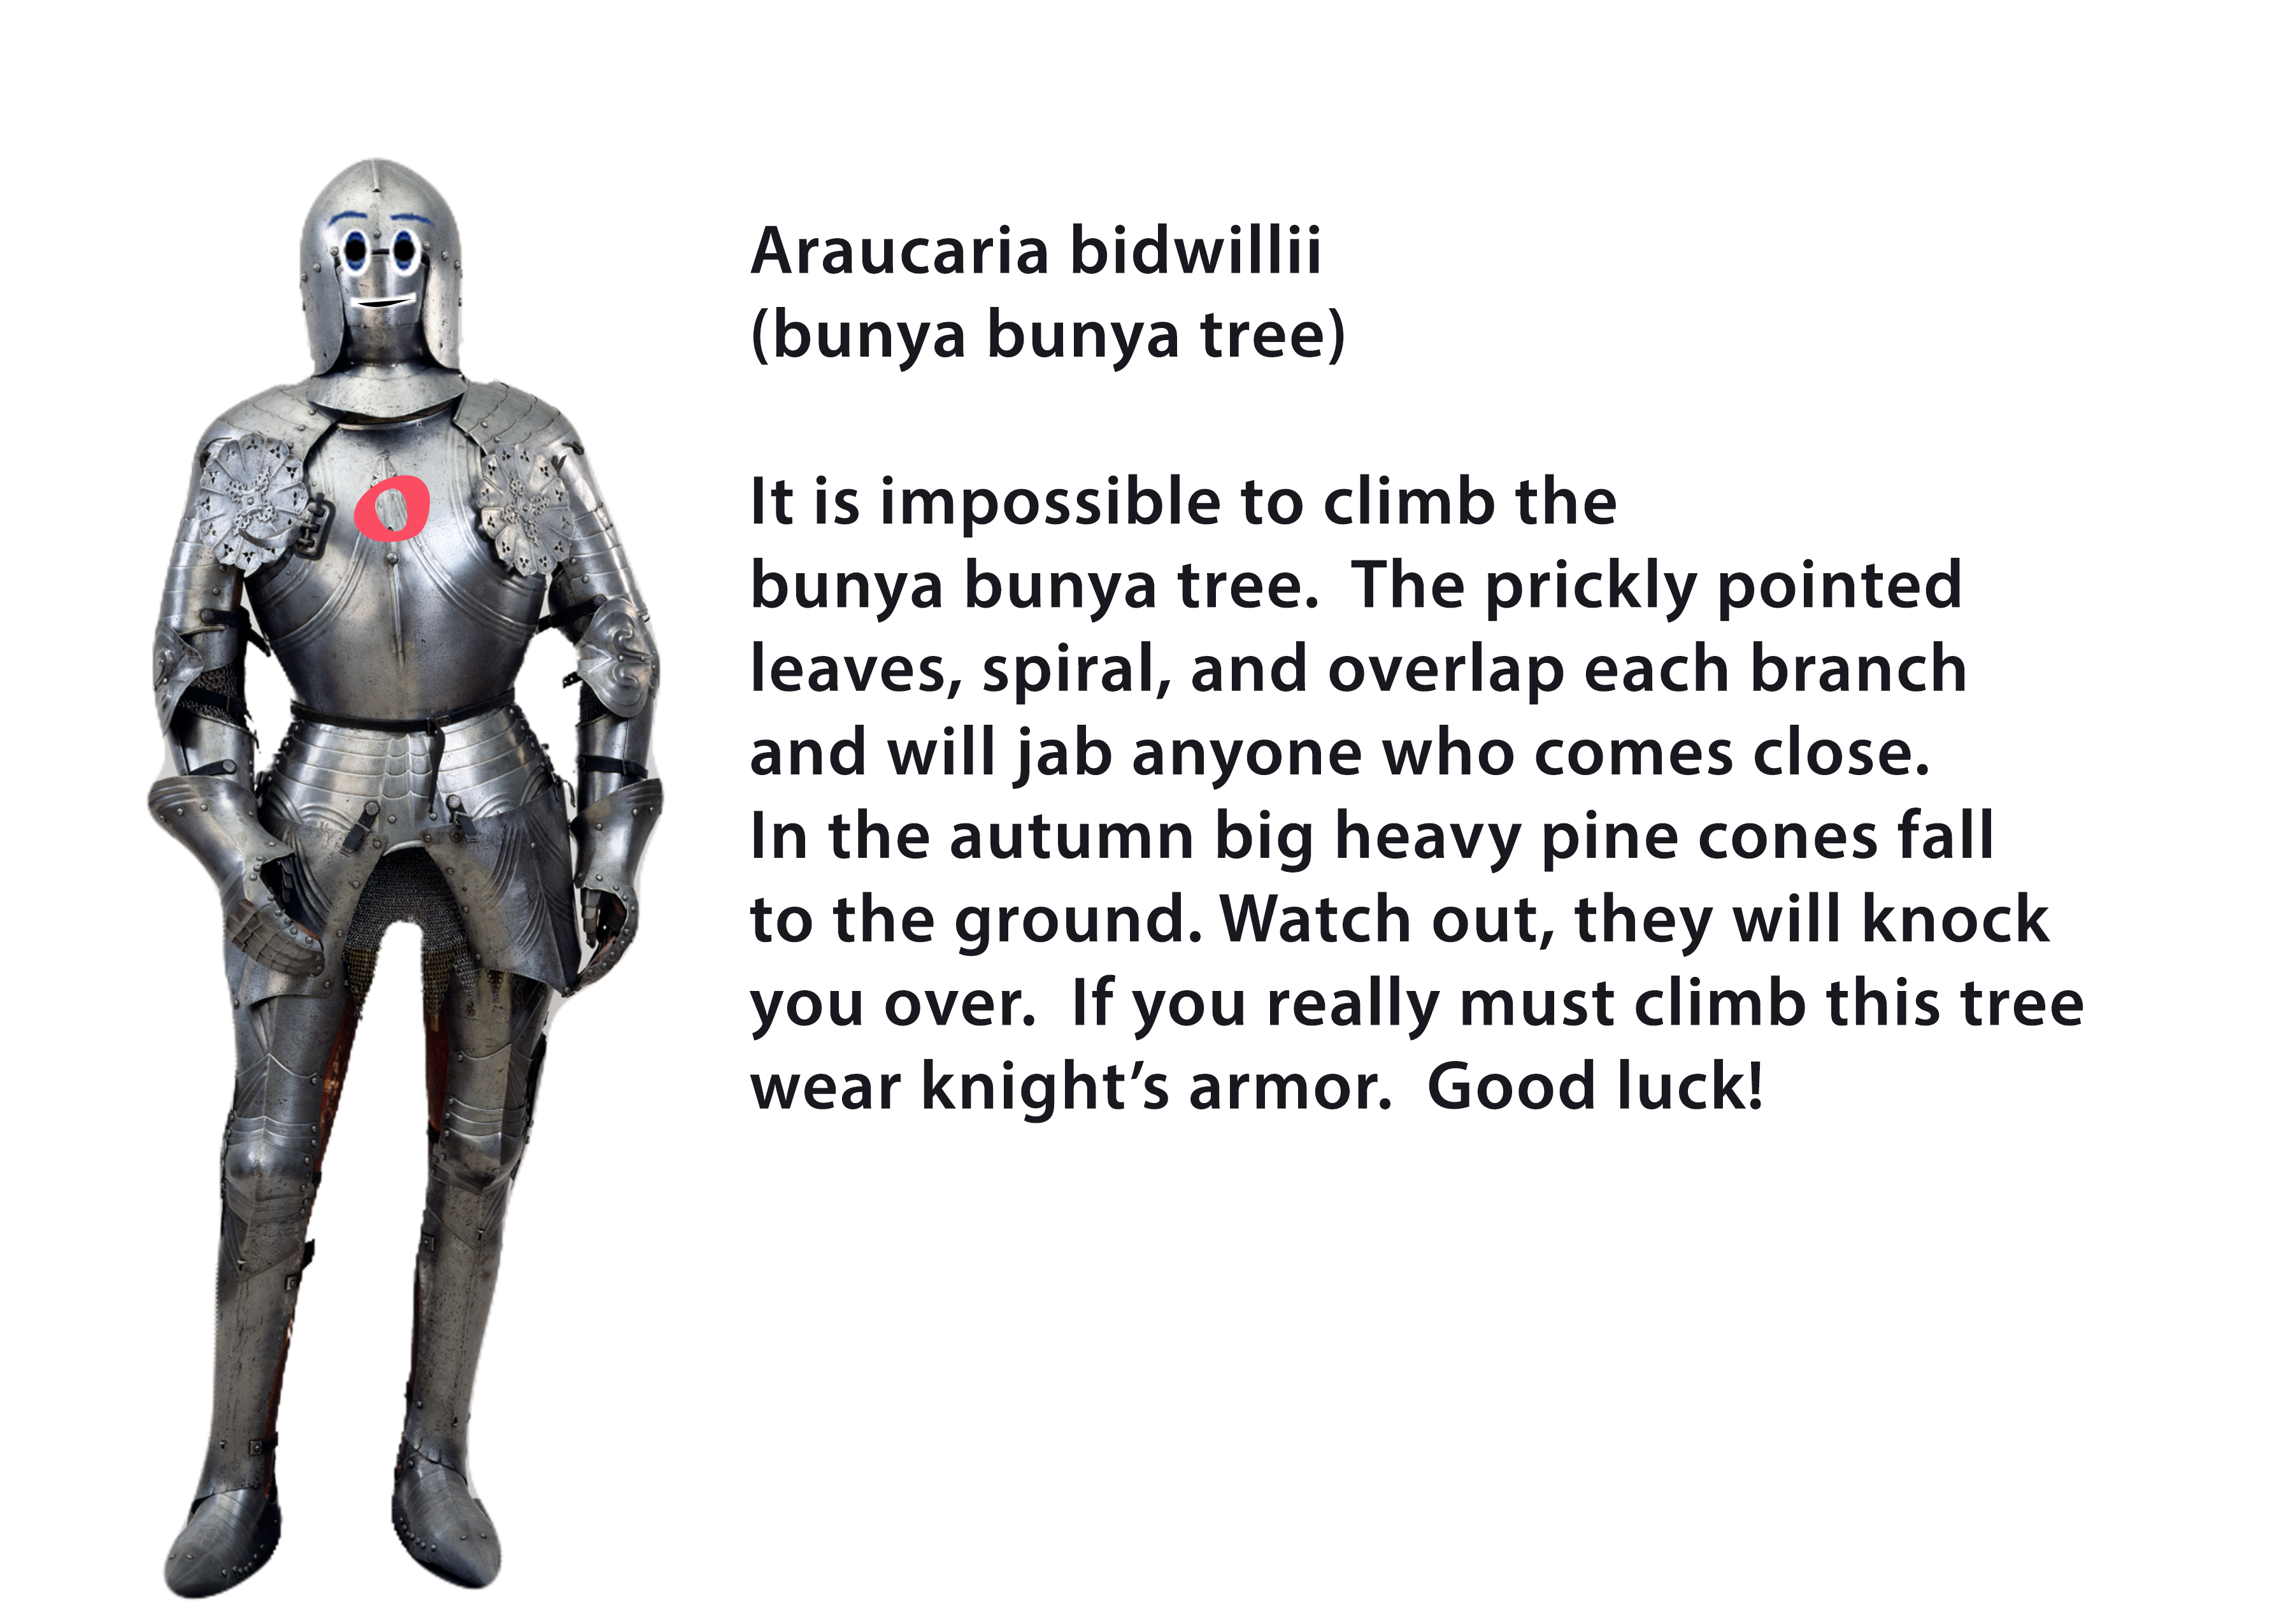 Araucaria bidwillii
(bunya bunya tree)
It is impossible to climb the
bunya bunya tree.  The prickly pointed
leaves, spiral, and overlap each branch
and will jab anyone who comes close.
In the autumn big heavy pine cones fall
to the ground. Watch out, they will knock
you over.  If you really must climb this tree
wear knight’s armor.  Good luck!